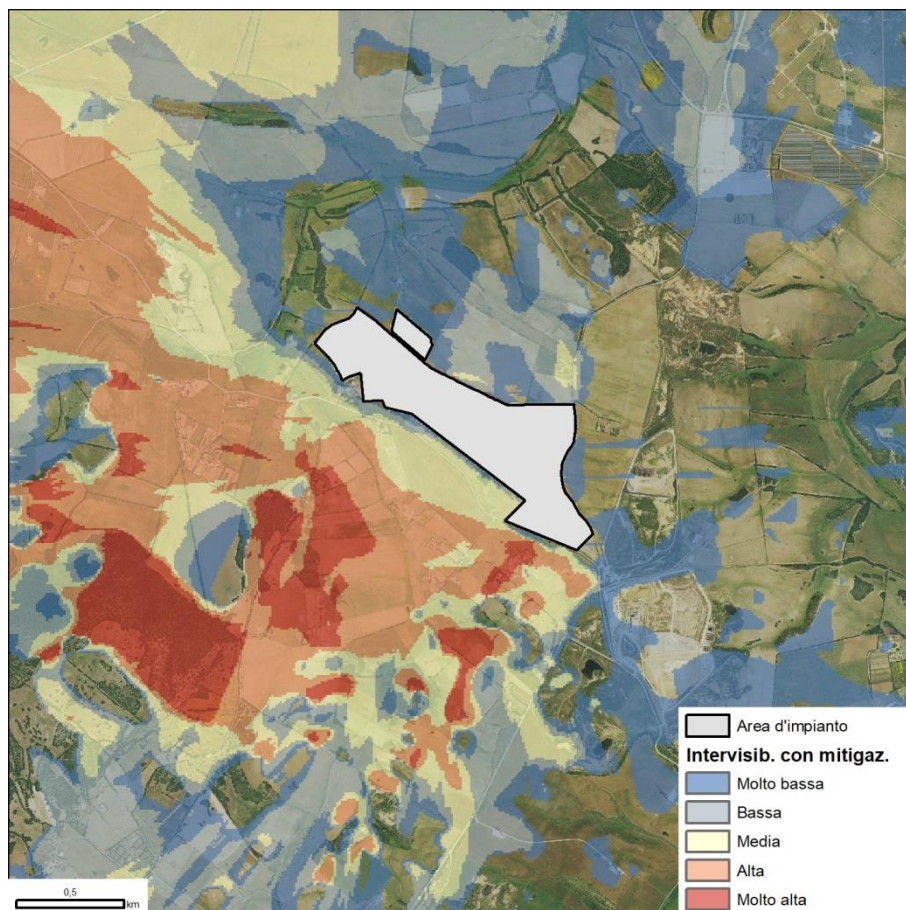 Area d'impianto
Intervisib. con mitigaz.
Molto bassa
Bassa
Media
Alta
Molto alta
0,5
km